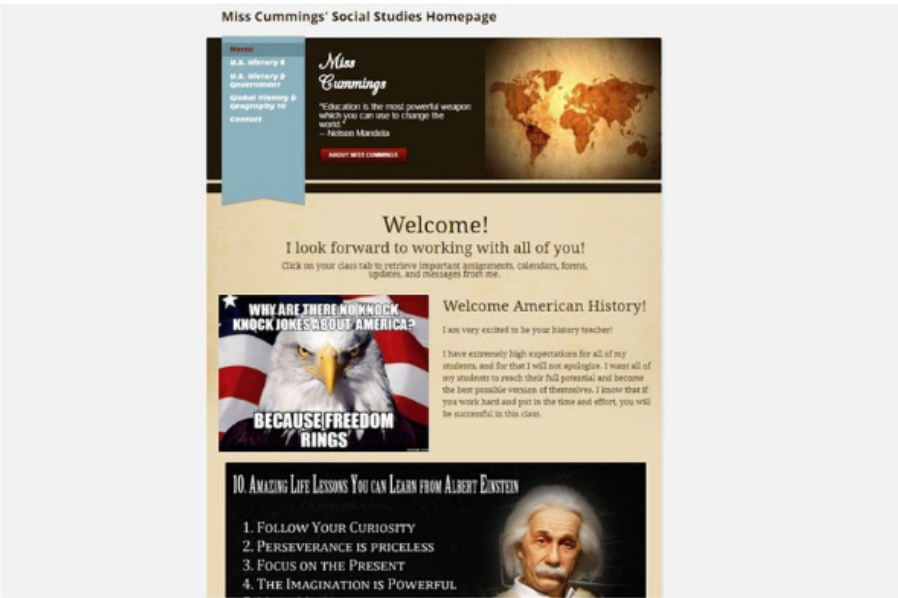 Miss Cummings' Social Studies Homepage
Home
U.S. History
U.S. History &
Government
Global History &
Geography 10
Contact
Miss
Cummings
"Education is the most powerful weapon
which you can use to change the
world."
-- Nelson Mandela
ABOUT MISS CUMMINGS
Welcome!
I look forward to working with all of you!
Click on your class tab to retrieve important assignments, calendars, forms,
updates, and messages from me.
WHY ARE THERE NO KNOCK
KNOCK JOKES ABOUT AMERICA?
BECAUSE FREEDOM
RINGS
Welcome American History!
I am very excited to be your history teacher!
I have extremely high expectations for all of my
students, and for that I will not apologize. I want all of
my students to reach their full potential and become
the best possible version of themselves. I know that if
you work hard and put in the time and effort, you will
be successful in this class.
10. Amazing Life Lessons You can Learn from Albert Einstein
1. Follow Your Curiosity
2. Perseverance is priceless
3. Focus on the Present
4. The Imagination is Powerful